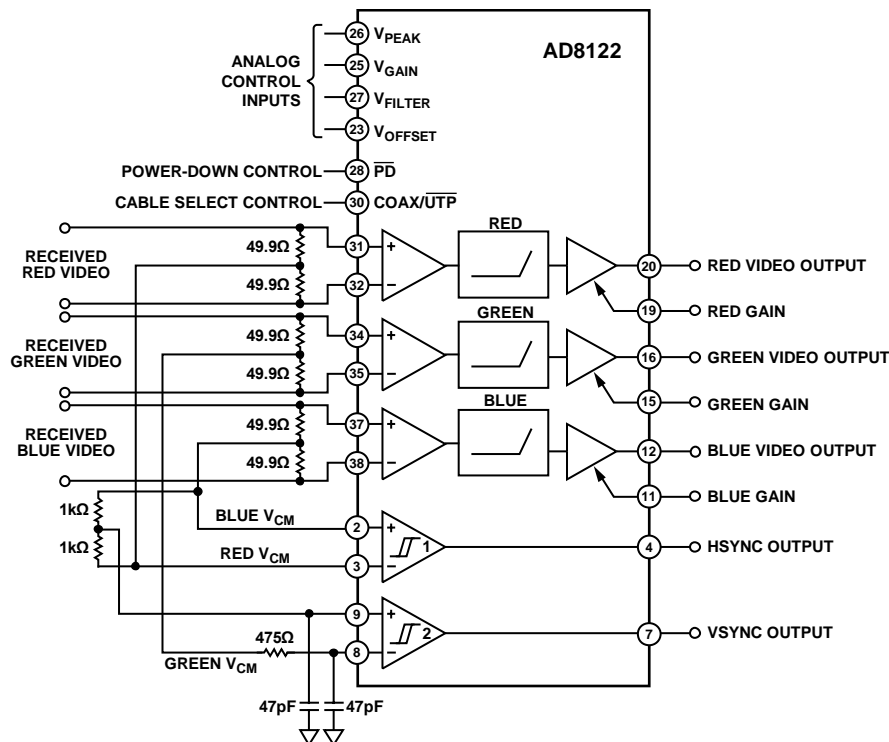 AD8122
ANALOG
CONTROL
INPUTS
26 VPEAK
25 VGAIN
27 VFILTER
23 VOFFSET
POWER-DOWN CONTROL 28 PD
CABLE SELECT CONTROL 30 COAX/UTP
RECEIVED
RED VIDEO
49.9Ω
49.9Ω
31 +
32 –
RED
20 RED VIDEO OUTPUT
19 RED GAIN
RECEIVED
GREEN VIDEO
49.9Ω
49.9Ω
34 +
35 –
GREEN
16 GREEN VIDEO OUTPUT
15 GREEN GAIN
RECEIVED
BLUE VIDEO
49.9Ω
49.9Ω
37 +
38 –
BLUE
12 BLUE VIDEO OUTPUT
11 BLUE GAIN
1kΩ
1kΩ
BLUE VCM 2 +
RED VCM 3 –
1
4 HSYNC OUTPUT
9 +
475Ω
8 –
GREEN VCM
2
7 VSYNC OUTPUT
47pF 47pF